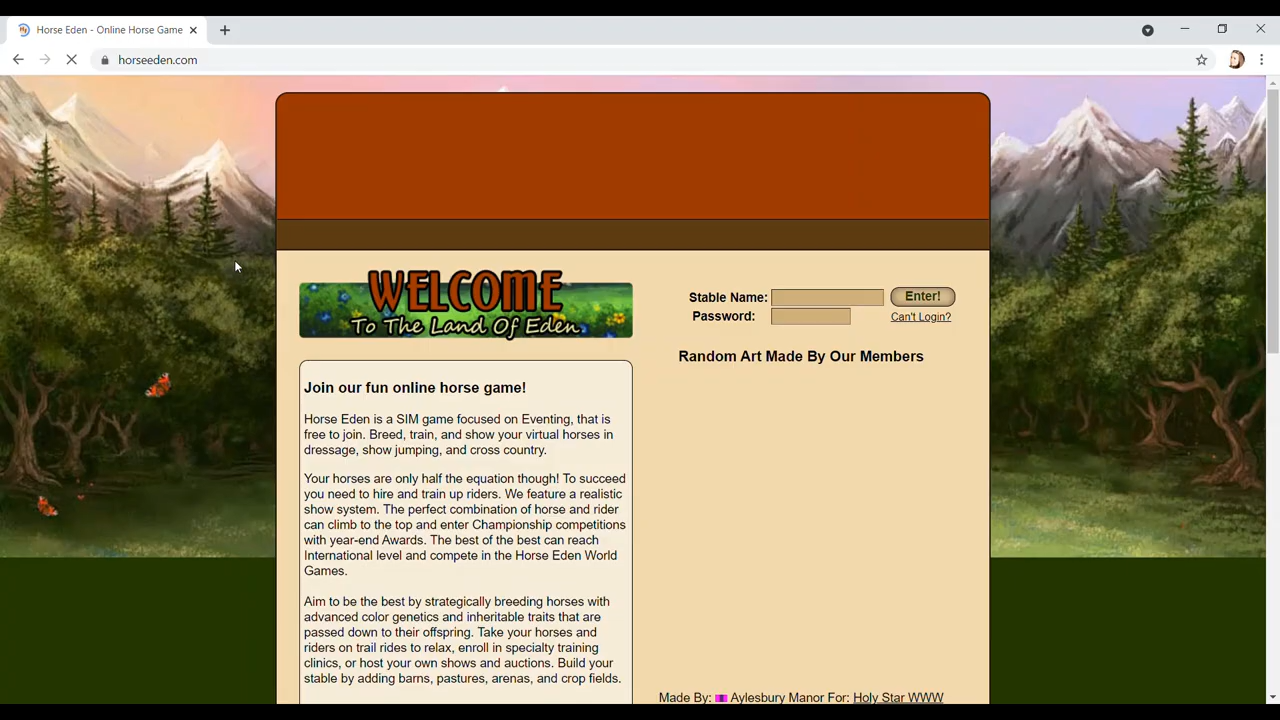 Horse Eden - Online Horse Game
horseeden.com
WELCOME
To The Land Of Eden
Stable Name:
Enter!
Password:
Can't Login?
Random Art Made By Our Members
Join our fun online horse game!
Horse Eden is a SIM game focused on Eventing, that is
free to join. Breed, train, and show your virtual horses in
dressage, show jumping, and cross country.
Your horses are only half the equation though! To succeed
you need to hire and train up riders. We feature a realistic
show system. The perfect combination of horse and rider
can climb to the top and enter Championship competitions
with year-end Awards. The best of the best can reach
International level and compete in the Horse Eden World
Games.
Aim to be the best by strategically breeding horses with
advanced color genetics and inheritable traits that are
passed down to their offspring. Take your horses and
riders on trail rides to relax, enroll in specialty training
clinics, or host your own shows and auctions. Build your
stable by adding barns, pastures, arenas, and crop fields.
Made By: Aylesbury Manor For: Holy Star WWW